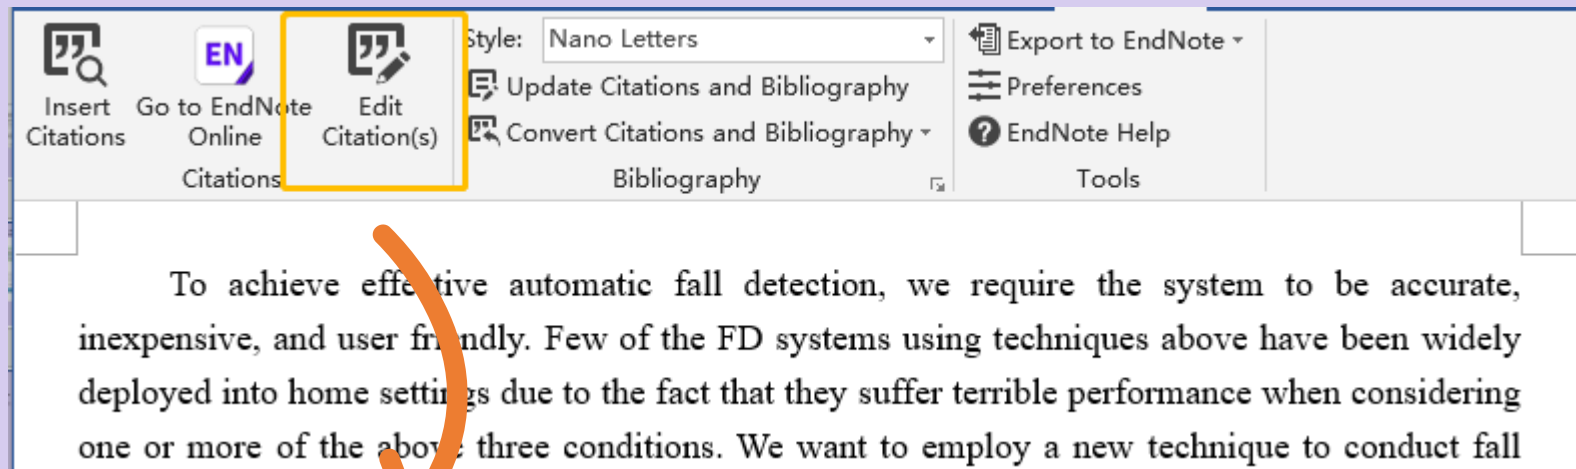 Insert Citations
EN
Go to EndNote Online
Edit Citation(s)
Citations
Style: Nano Letters
Update Citations and Bibliography
Convert Citations and Bibliography
Bibliography
Export to EndNote
Preferences
EndNote Help
Tools
To achieve effective automatic fall detection, we require the system to be accurate,
inexpensive, and user friendly. Few of the FD systems using techniques above have been widely
deployed into home settings due to the fact that they suffer terrible performance when considering
one or more of the above three conditions. We want to employ a new technique to conduct fall